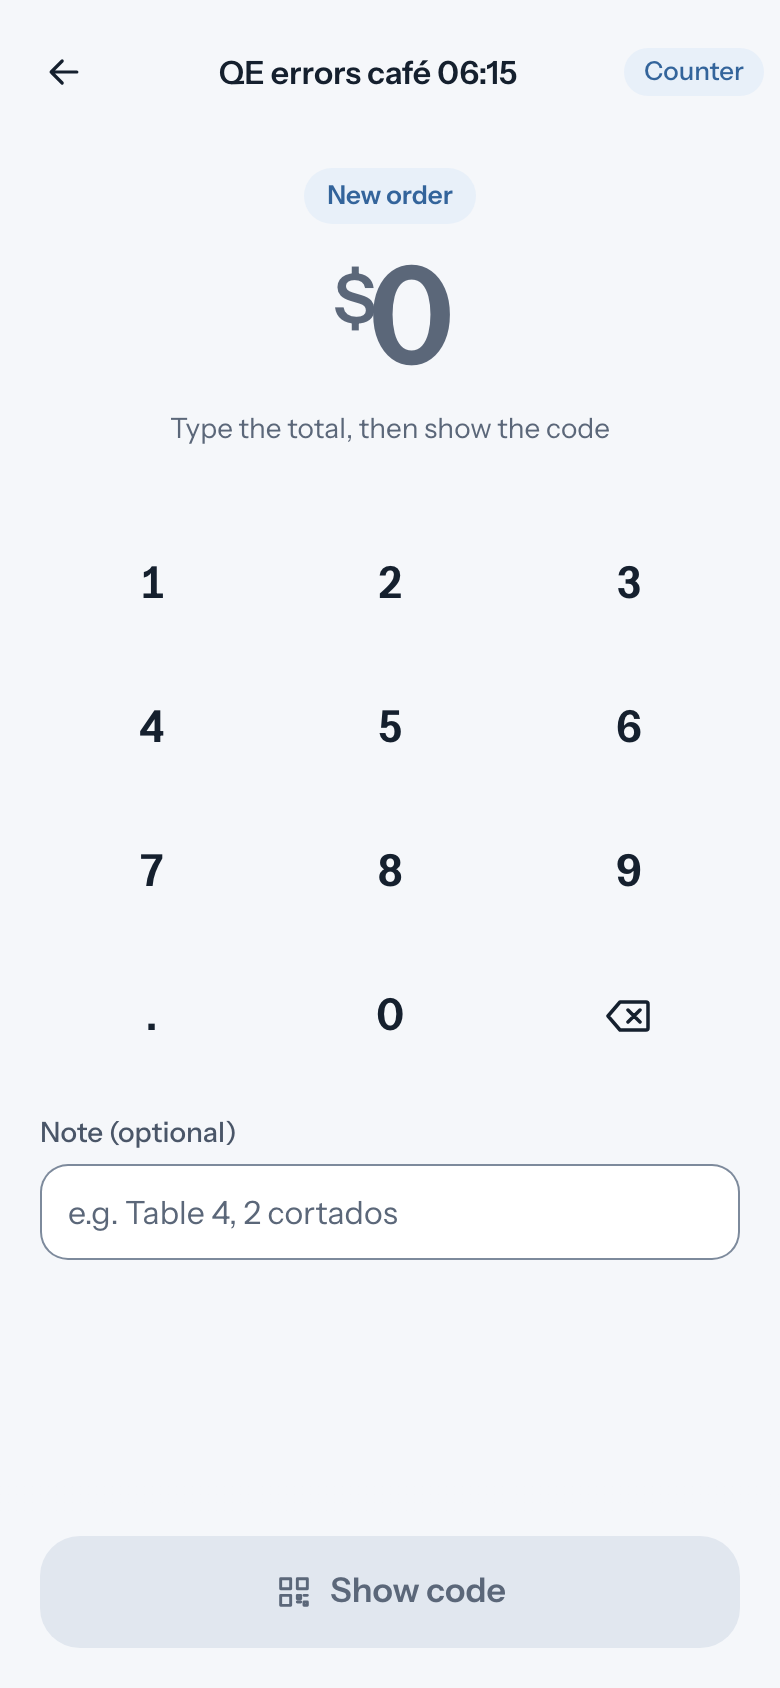 QE errors café 06:15
Counter
New order
$0
Type the total, then show the code
1 2 3
4 5 6
7 8 9
. 0
Note (optional)
e.g. Table 4, 2 cortados
Show code